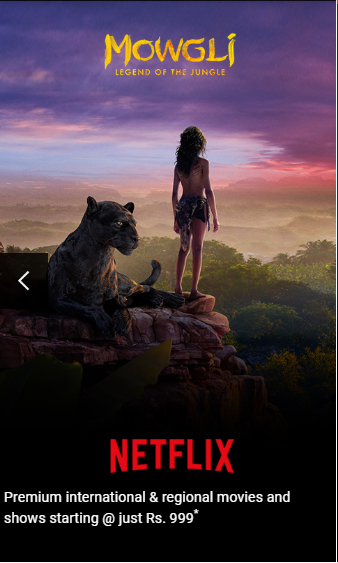 MOWGLI
LEGEND OF THE JUNGLE
NETFLIX
Premium international & regional movies and
shows starting @ just Rs. 999*